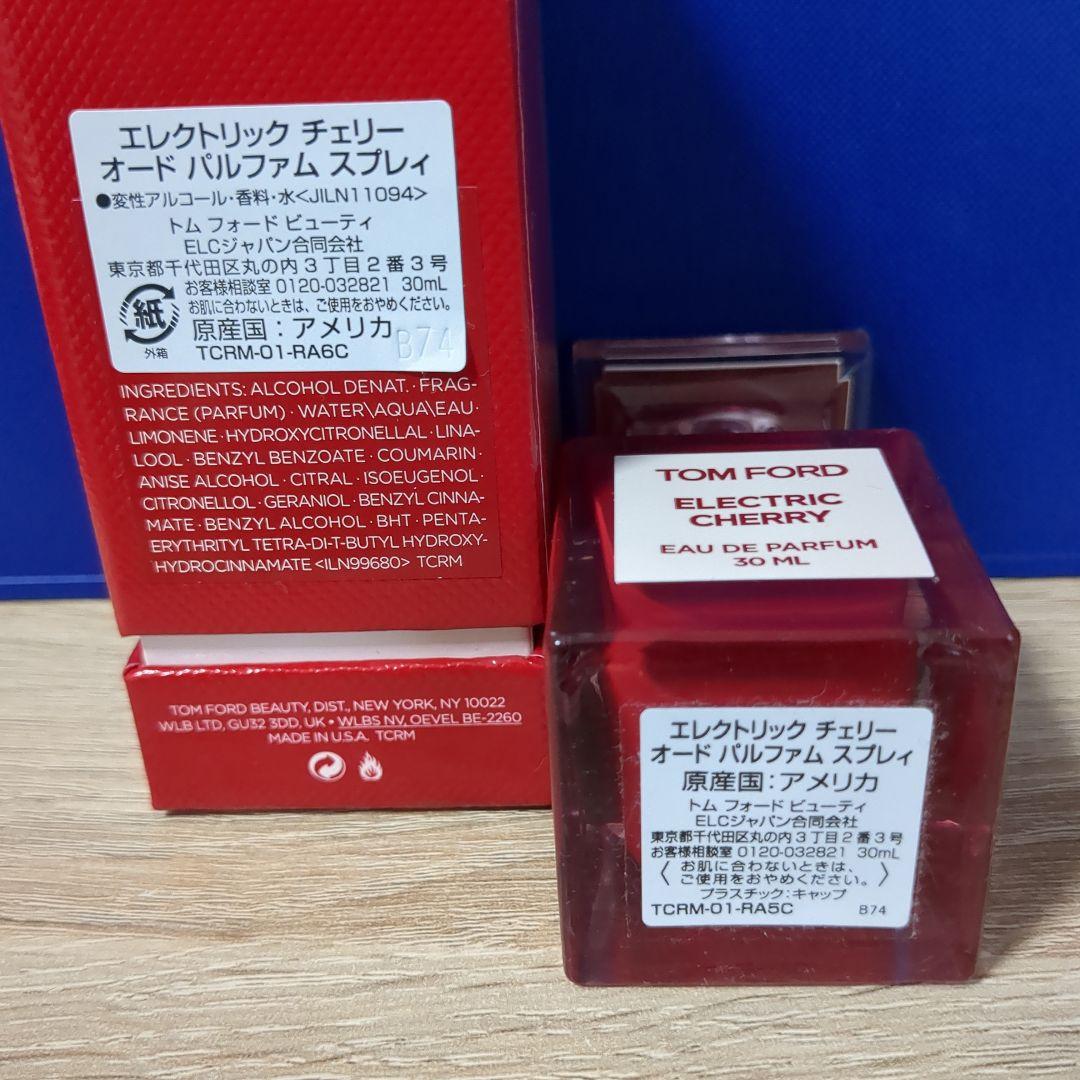 エレクトリック チェリー
オード パルファム スプレィ
●変性アルコール・香料・水<JILN11094>
トム フォード ビューティ
ELCジャパン合同会社
東京都千代田区丸の内3丁目2番3号
お客様相談室 0120-032821 30mL
お肌に合わないときは、ご使用をおやめください。
紙
外箱
原産国：アメリカ
B74
TCRM-01-RA6C
INGREDIENTS: ALCOHOL DENAT. · FRAG-
RANCE (PARFUM) · WATER\AQUA\EAU ·
LIMONENE · HYDROXYCITRONELLAL · LINA-
LOOL · BENZYL BENZOATE · COUMARIN ·
ANISE ALCOHOL · CITRAL · ISOEUGENOL ·
CITRONELLOL · GERANIOL · BENZYL CINNA-
MATE · BENZYL ALCOHOL · BHT · PENTA-
ERYTHRITYL TETRA-DI-T-BUTYL HYDROXY-
HYDROCINNAMATE <ILN99680> TCRM
TOM FORD BEAUTY, DIST., NEW YORK, NY 10022
WLB LTD, GU32 3DD, UK • WLBS NV, OEVEL BE-2260
MADE IN U.S.A. TCRM
TOM FORD
ELECTRIC
CHERRY
EAU DE PARFUM
30 ML
エレクトリック チェリー
オード パルファム スプレィ
原産国：アメリカ
トム フォード ビューティ
ELCジャパン合同会社
東京都千代田区丸の内3丁目2番3号
お客様相談室 0120-032821 30mL
〈お肌に合わないときは、
ご使用をおやめください。〉
プラスチック：キャップ
TCRM-01-RA5C B74